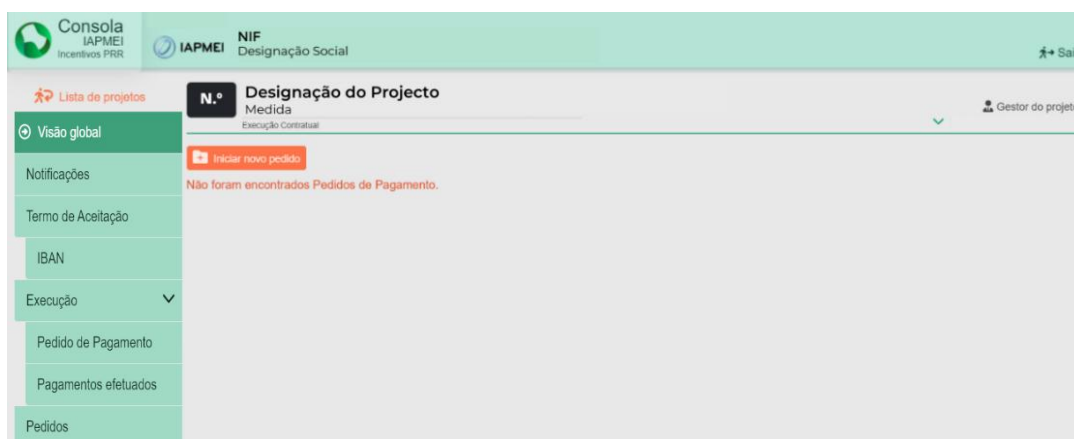 Consola
IAPMEI
Incentivos PRR
IAPMEI
NIF
Designação Social
Sai
Lista de projetos
N.º
Designação do Projecto
Medida
Execução Contratual
Gestor do projet
Visão global
Iniciar novo pedido
Não foram encontrados Pedidos de Pagamento.
Notificações
Termo de Aceitação
IBAN
Execução
Pedido de Pagamento
Pagamentos efetuados
Pedidos